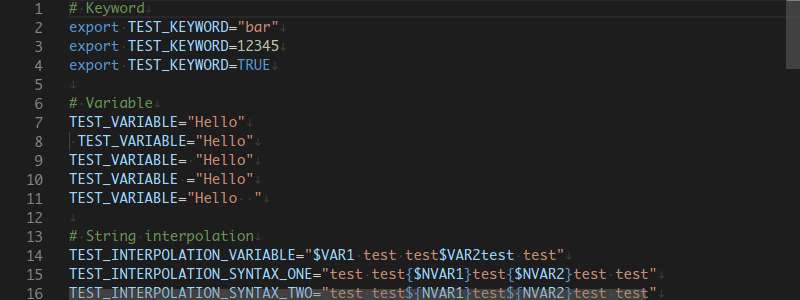 1 # Keyword
2 export TEST_KEYWORD="bar"
3 export TEST_KEYWORD=12345
4 export TEST_KEYWORD=TRUE
5
6 # Variable
7 TEST_VARIABLE="Hello"
8  TEST_VARIABLE="Hello"
9 TEST_VARIABLE= "Hello"
10 TEST_VARIABLE ="Hello"
11 TEST_VARIABLE="Hello  "
12
13 # String interpolation
14 TEST_INTERPOLATION_VARIABLE="$VAR1 test test$VAR2test test"
15 TEST_INTERPOLATION_SYNTAX_ONE="test test{$NVAR1}test{$NVAR2}test test"
16 TEST_INTERPOLATION_SYNTAX_TWO="test test${NVAR1}test${NVAR2}test test"